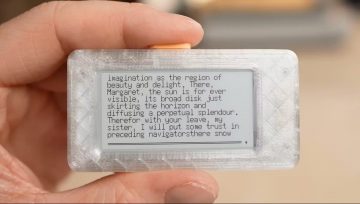 imagination as the region of
beauty and delight. There,
Margaret, the sun is for ever
visible, its broad disk just
skirting the horizon and
diffusing a perpetual splendour.
Therefor with your leave, my
sister, I will put some trust in
preceding navigatorsthere snow